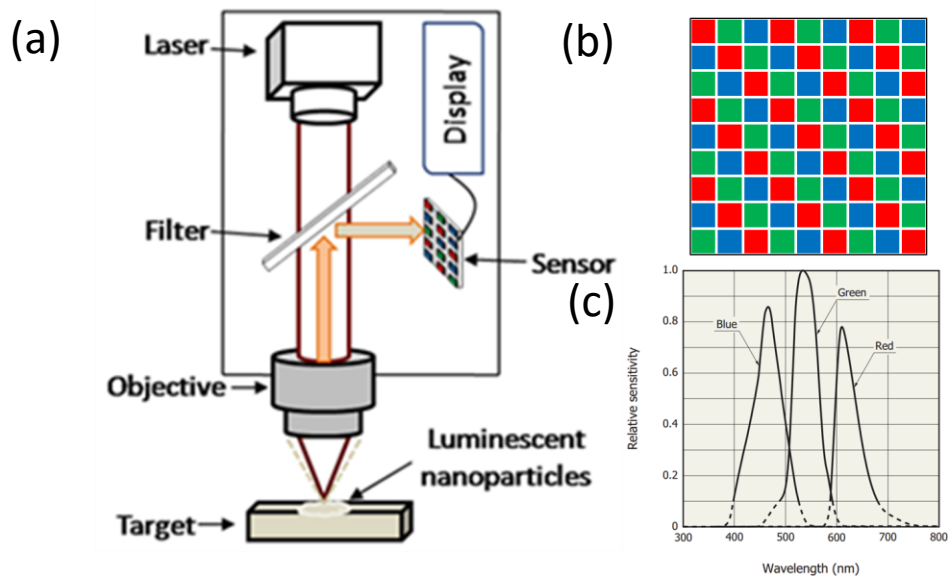 (a)
Laser
Display
Filter
Sensor
Objective
Luminescent
nanoparticles
Target
(b)
(c)
Relative sensitivity
1.0
0.8
0.6
0.4
0.2
0
Blue
Green
Red
300 400 500 600 700 800
Wavelength (nm)